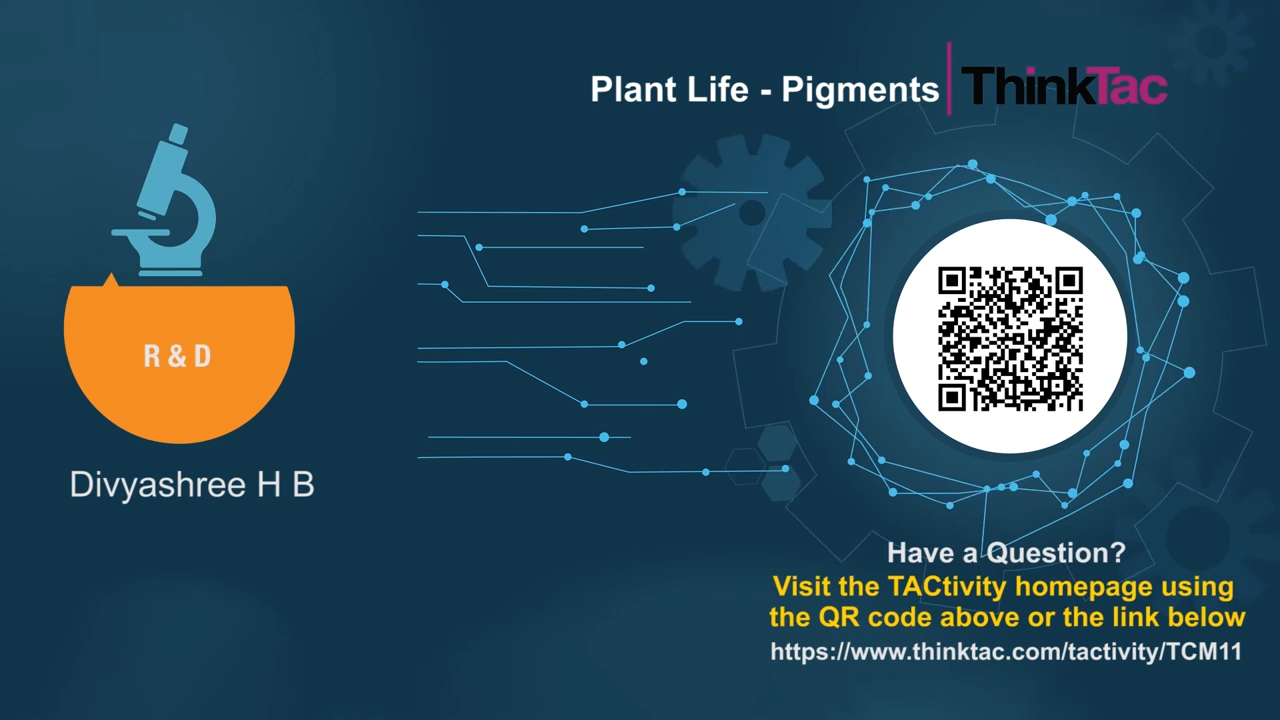 Plant Life - Pigments
ThinkTac
R & D
Divyashree H B
Have a Question?
Visit the TACtivity homepage using
the QR code above or the link below
https://www.thinktac.com/tactivity/TCM11